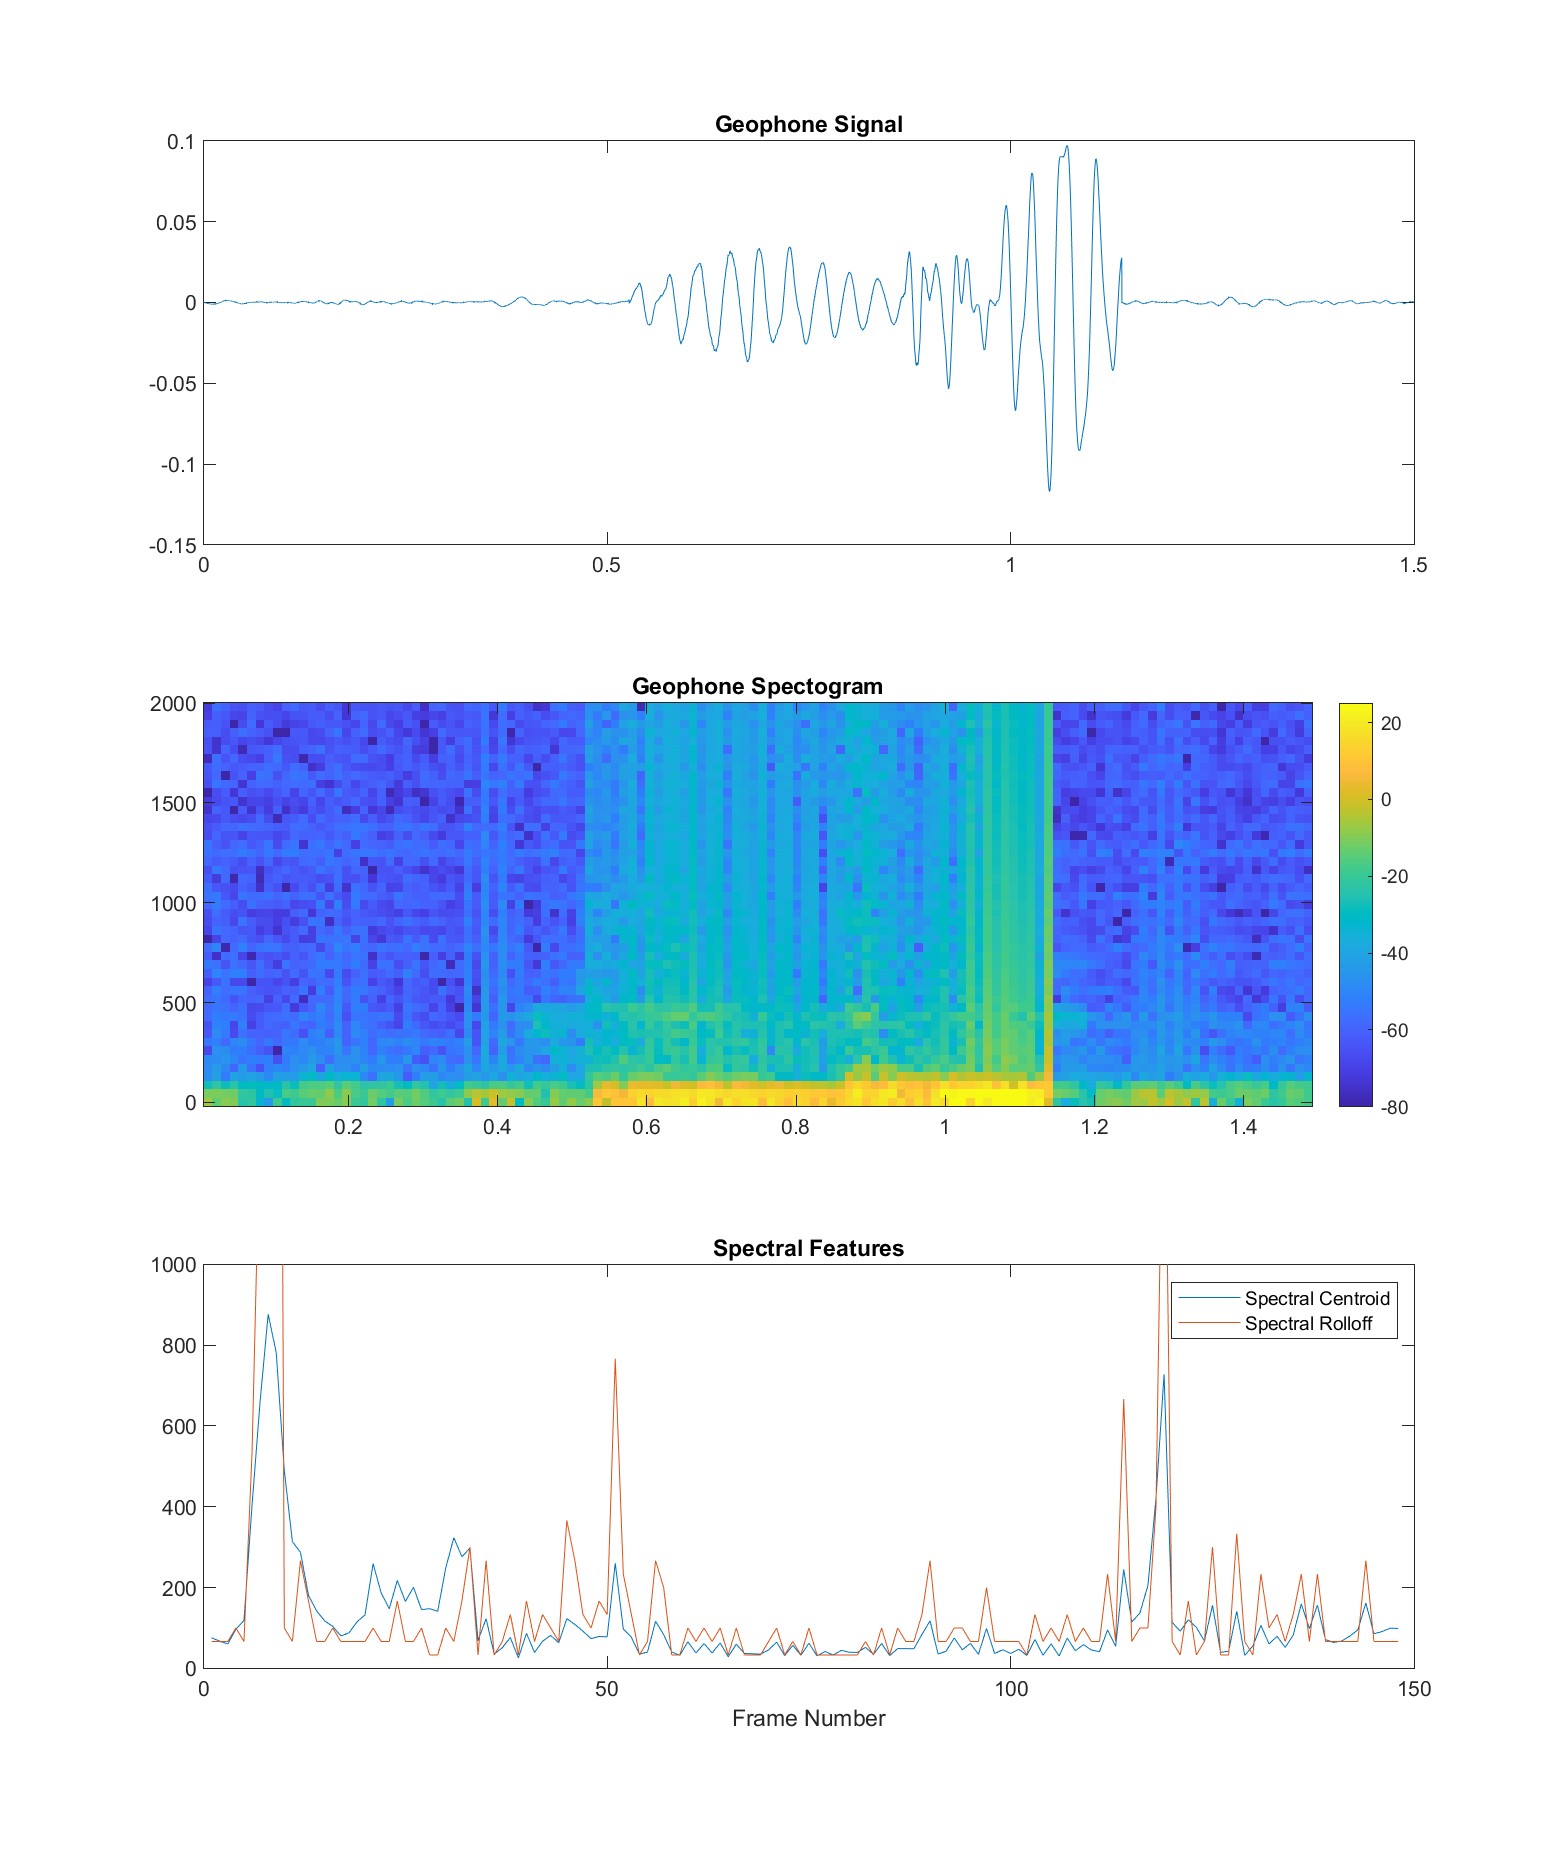 Geophone Signal
0.1
0.05
0
-0.05
-0.1
-0.15
0 0.5 1 1.5
Geophone Spectogram
2000
1500
1000
500
0
0.2 0.4 0.6 0.8 1 1.2 1.4
20
0
-20
-40
-60
-80
Spectral Features
1000
800
600
400
200
0
0 50 100 150
Spectral Centroid
Spectral Rolloff
Frame Number